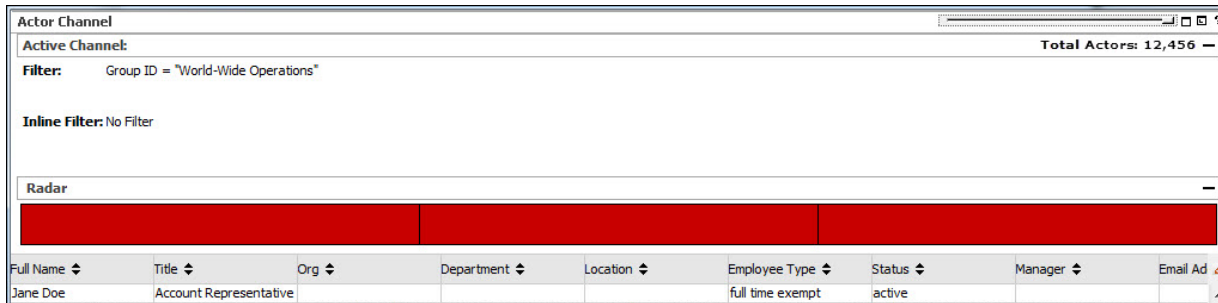 Actor Channel
Active Channel: Total Actors: 12,456
Filter: Group ID = "World-Wide Operations"
Inline Filter: No Filter
Radar
Full Name Title Org Department Location Employee Type Status Manager Email Ad
Jane Doe Account Representative full time exempt active